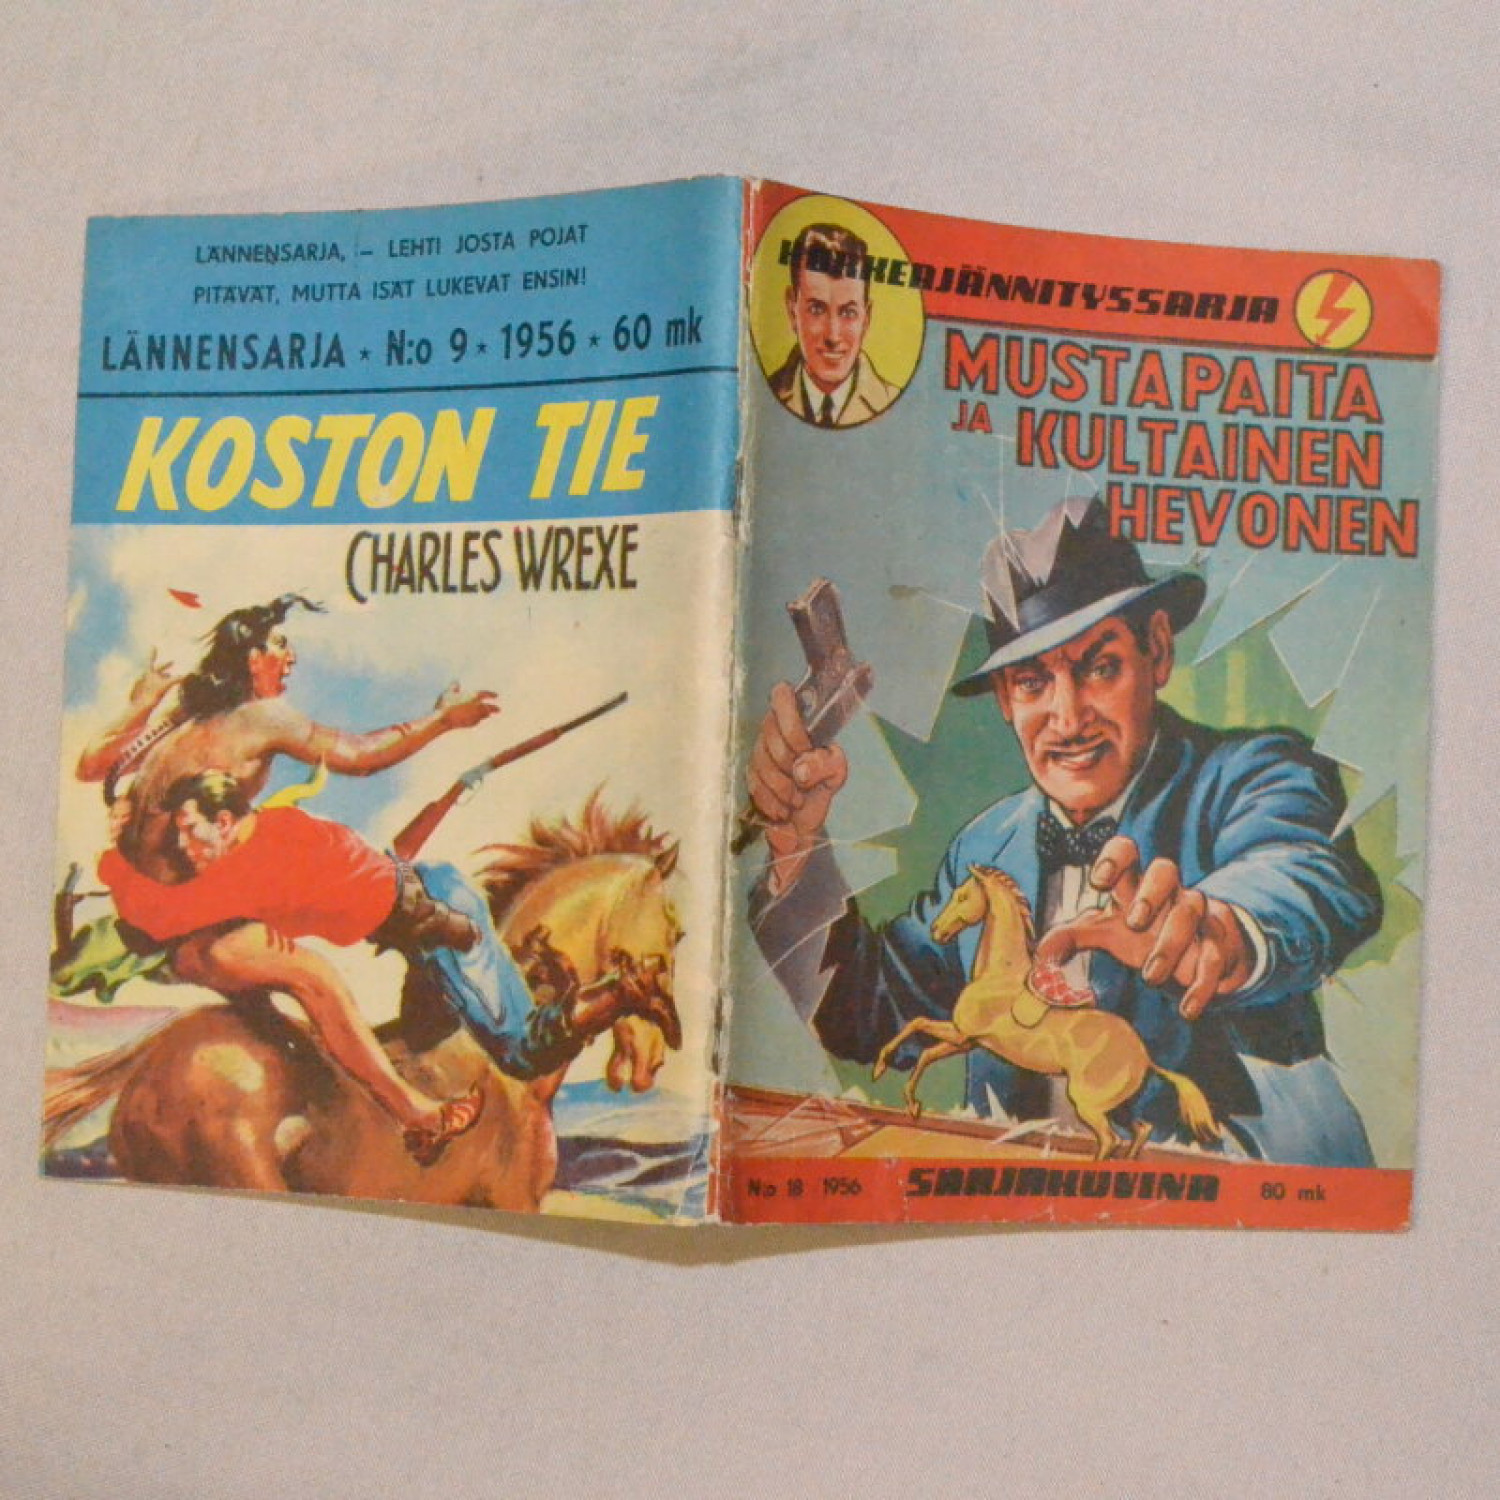 LÄNNENSARJA, – LEHTI JOSTA POJAT
PITÄVÄT, MUTTA ISÄT LUKEVAT ENSIN!
LÄNNENSARJA ★ N:o 9 ★ 1956 ★ 60 mk
KOSTON TIE
CHARLES WREXE
KORKEAJÄNNITYSSARJA
MUSTAPAITA
JA KULTAINEN
HEVONEN
N:o 18 1956 SARJAKUVINA 80 mk